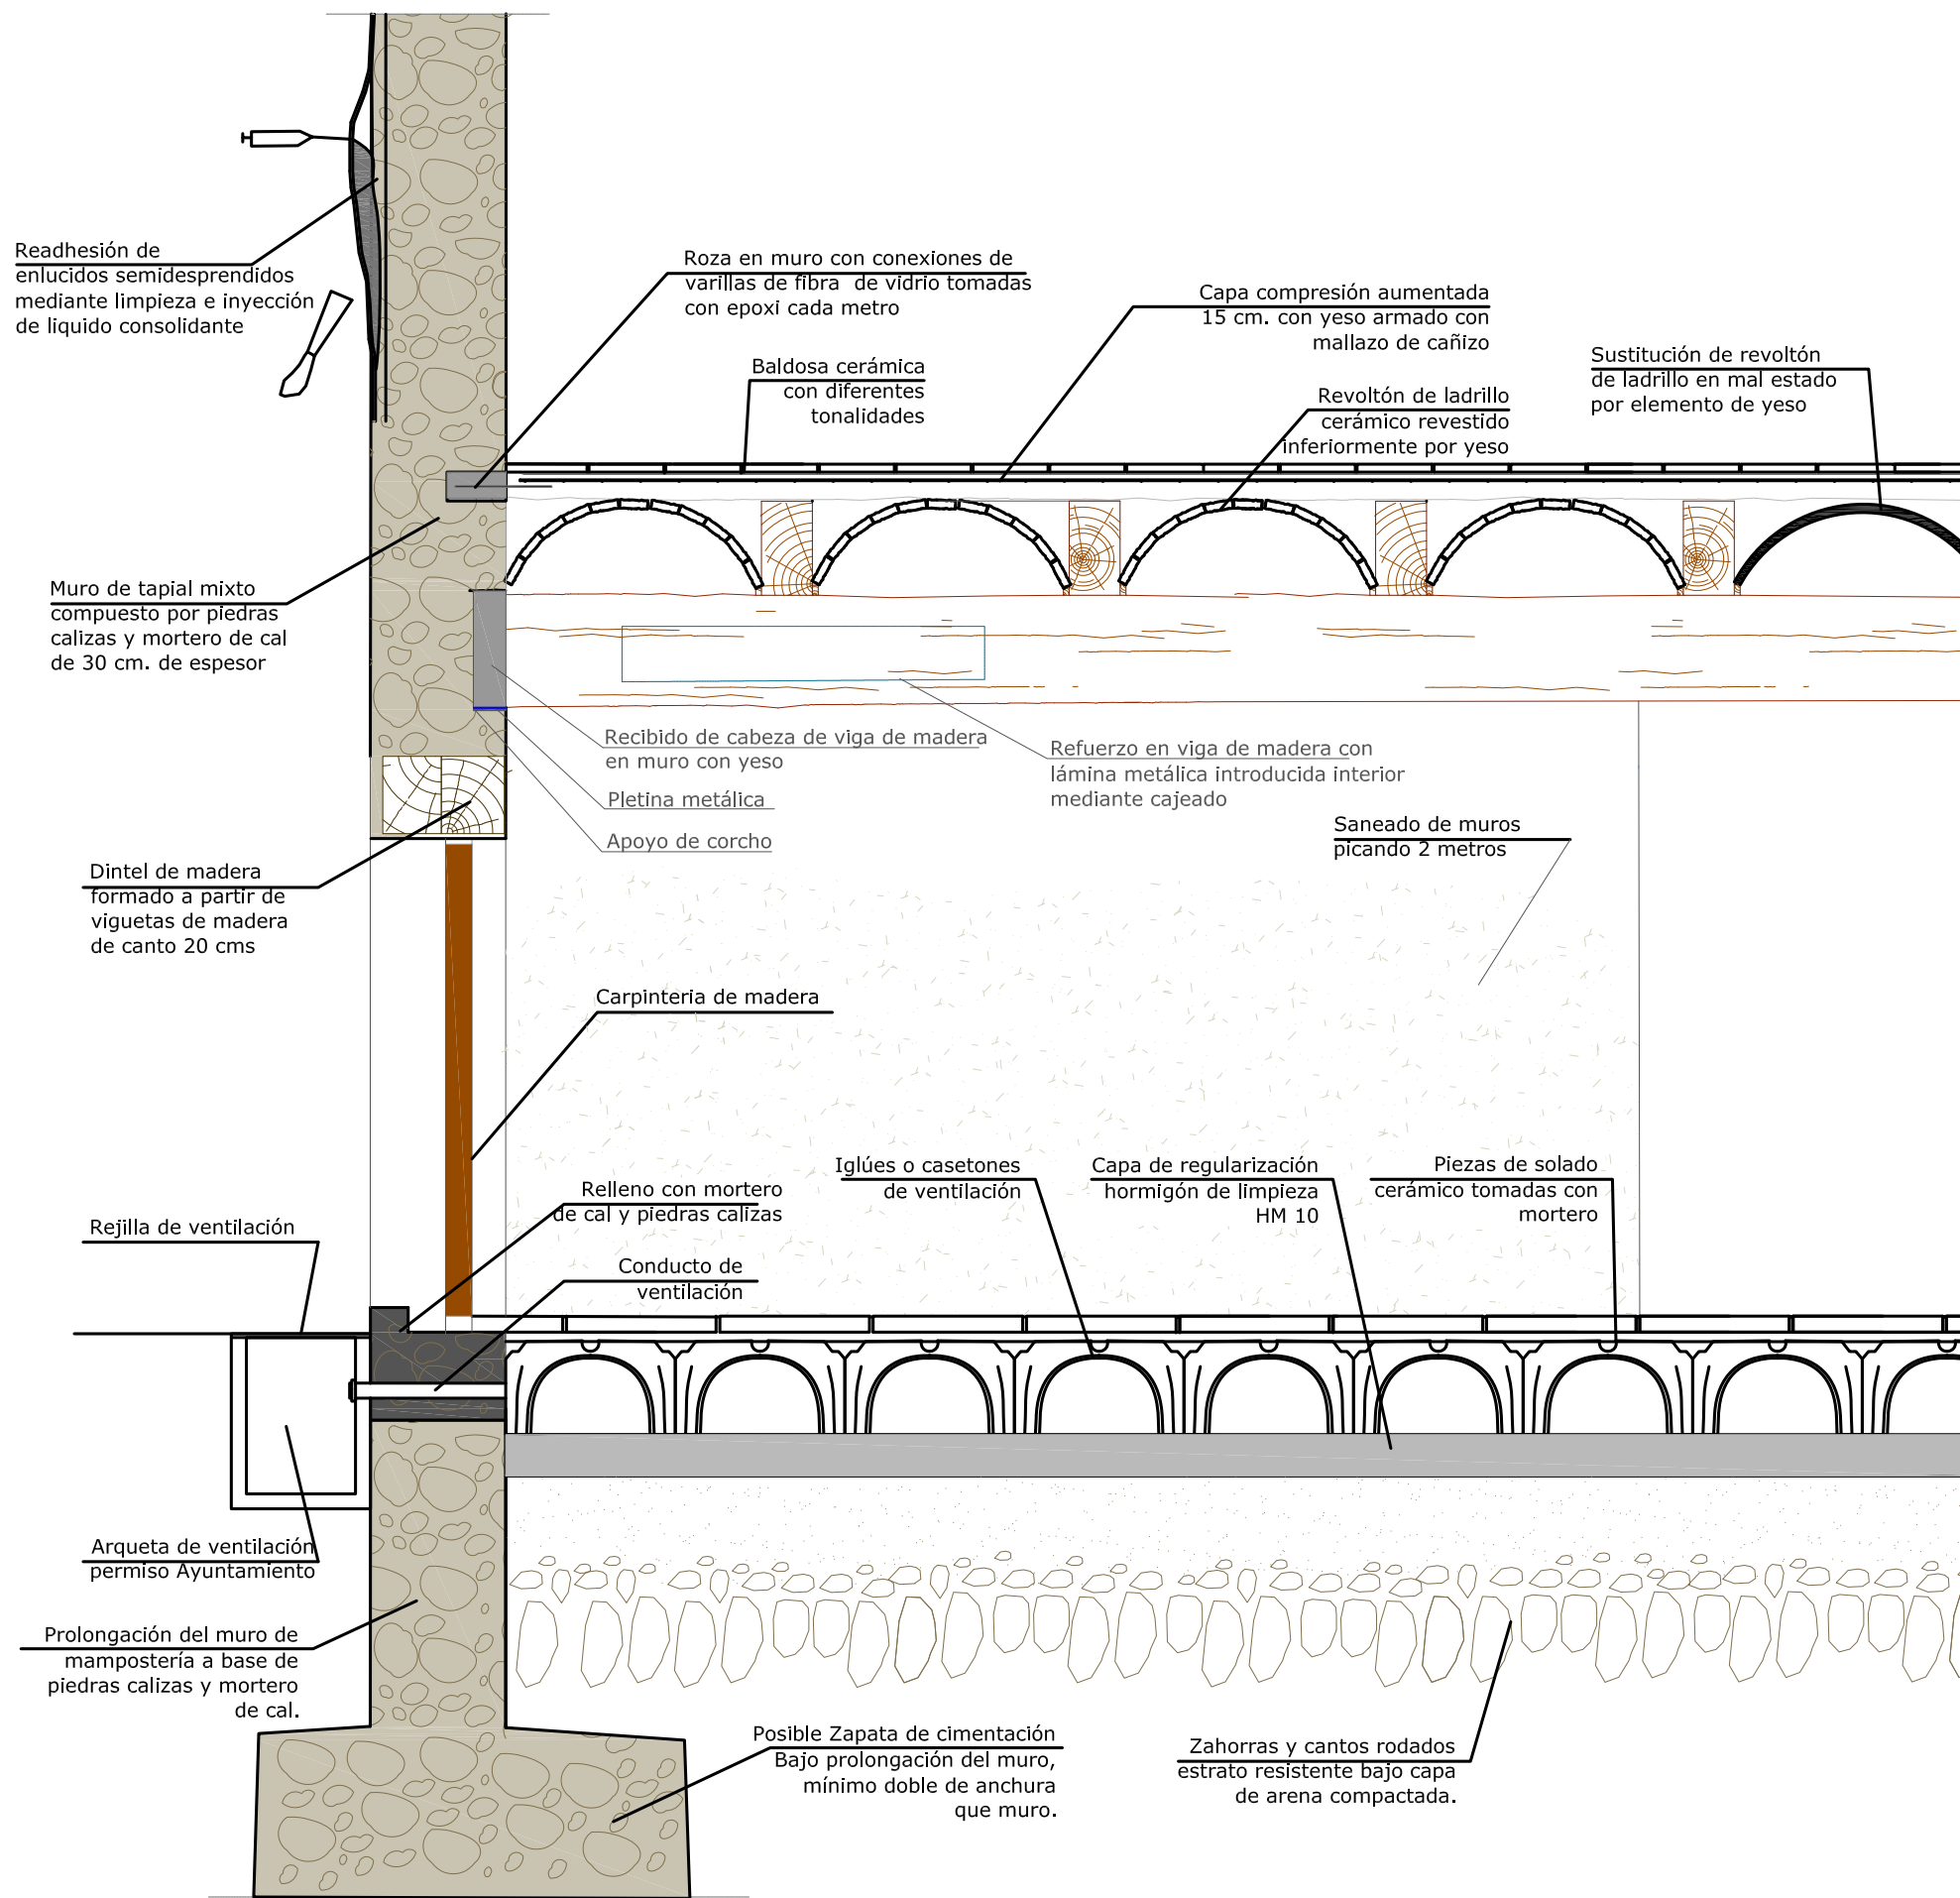 Readhesión de
enlucidos semidesprendidos
mediante limpieza e inyección
de liquido consolidante
Roza en muro con conexiones de
varillas de fibra de vidrio tomadas
con epoxi cada metro
Capa compresión aumentada
15 cm. con yeso armado con
mallazo de cañizo
Baldosa cerámica
con diferentes
tonalidades
Revoltón de ladrillo
cerámico revestido
inferiormente por yeso
Sustitución de revoltón
de ladrillo en mal estado
por elemento de yeso
Muro de tapial mixto
compuesto por piedras
calizas y mortero de cal
de 30 cm. de espesor
Recibido de cabeza de viga de madera
en muro con yeso
Pletina metálica
Apoyo de corcho
Refuerzo en viga de madera con
lámina metálica introducida interior
mediante cajeado
Saneado de muros
picando 2 metros
Dintel de madera
formado a partir de
viguetas de madera
de canto 20 cms
Carpinteria de madera
Relleno con mortero
de cal y piedras calizas
Iglúes o casetones
de ventilación
Capa de regularización
hormigón de limpieza
HM 10
Piezas de solado
cerámico tomadas con
mortero
Rejilla de ventilación
Conducto de
ventilación
Arqueta de ventilación
permiso Ayuntamiento
Prolongación del muro de
mampostería a base de
piedras calizas y mortero
de cal.
Posible Zapata de cimentación
Bajo prolongación del muro,
mínimo doble de anchura
que muro.
Zahorras y cantos rodados
estrato resistente bajo capa
de arena compactada.